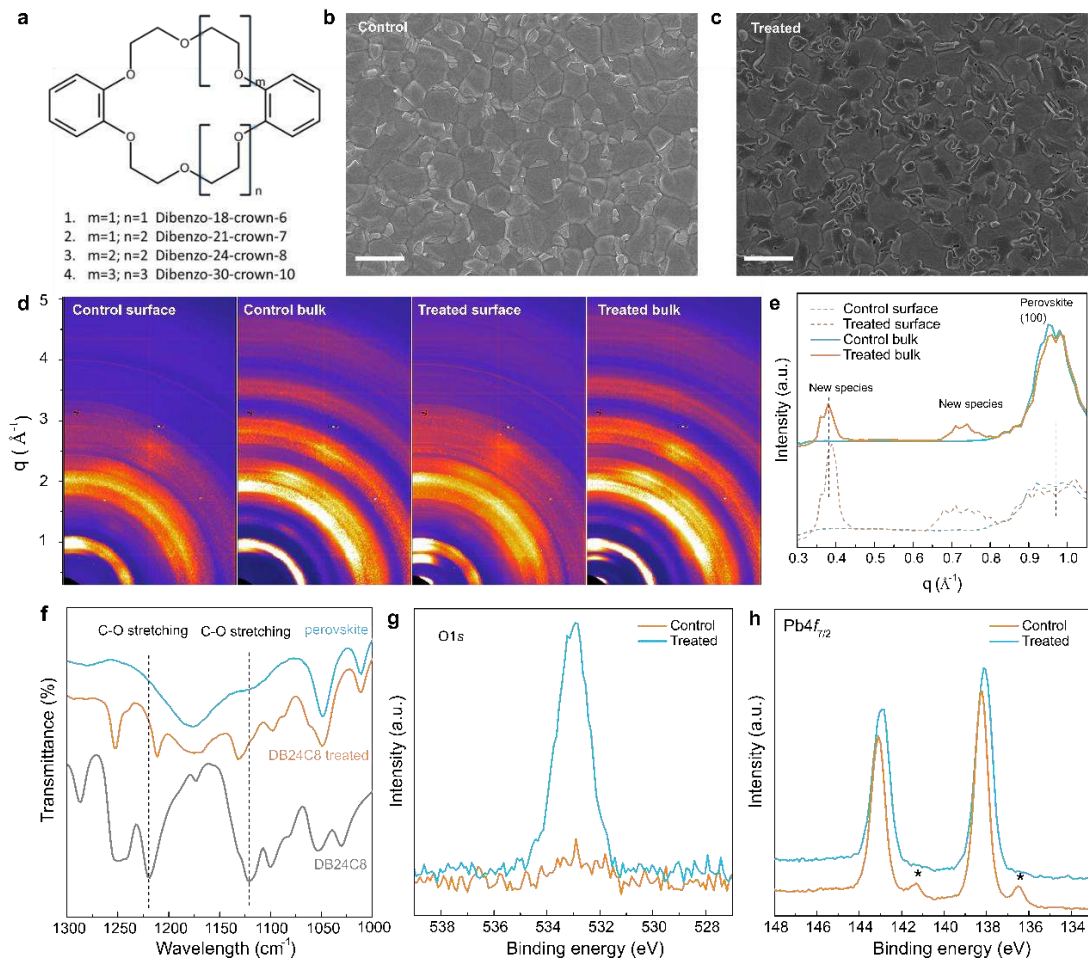 a
O
O
O
O
O
O
O
O
m
n
1. m=1; n=1 Dibenzo-18-crown-6
2. m=1; n=2 Dibenzo-21-crown-7
3. m=2; n=2 Dibenzo-24-crown-8
4. m=3; n=3 Dibenzo-30-crown-10
b
Control
c
Treated
d
Control surface
Control bulk
Treated surface
Treated bulk
q ( Å⁻¹)
5
4
3
2
1
e
Control surface
Treated surface
Control bulk
Treated bulk
Perovskite
(100)
New species
New species
Intensity (a.u.)
0.3 0.4 0.5 0.6 0.7 0.8 0.9 1.0
q (Å⁻¹)
f
C-O stretching
C-O stretching
perovskite
DB24C8 treated
DB24C8
Transmittance (%)
1300 1250 1200 1150 1100 1050 1000
Wavelength (cm⁻¹)
g
O1s
Control
Treated
Intensity (a.u.)
538 536 534 532 530 528
Binding energy (eV)
h
Pb4f7/2
Control
Treated
*
*
Intensity (a.u.)
148 146 144 142 140 138 136 134
Binding energy (eV)